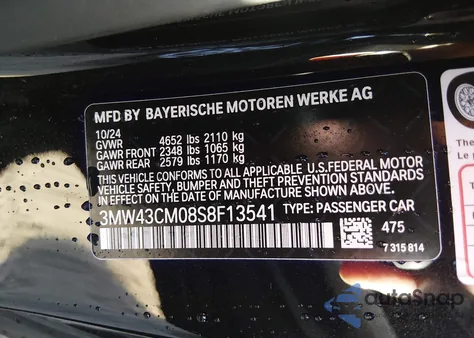 MFD BY BAYERISCHE MOTOREN WERKE AG
10/24
GVWR 4652 lbs 2110 kg
GAWR FRONT 2348 lbs 1065 kg
GAWR REAR 2579 lbs 1170 kg
THIS VEHICLE CONFORMS TO ALL APPLICABLE U.S.FEDERAL MOTOR
VEHICLE SAFETY, BUMPER AND THEFT PREVENTION STANDARDS
IN EFFECT ON THE DATE OF MANUFACTURE SHOWN ABOVE.
3MW43CM08S8F13541 TYPE: PASSENGER CAR
475
7 315 814
The
Le
autoSnap